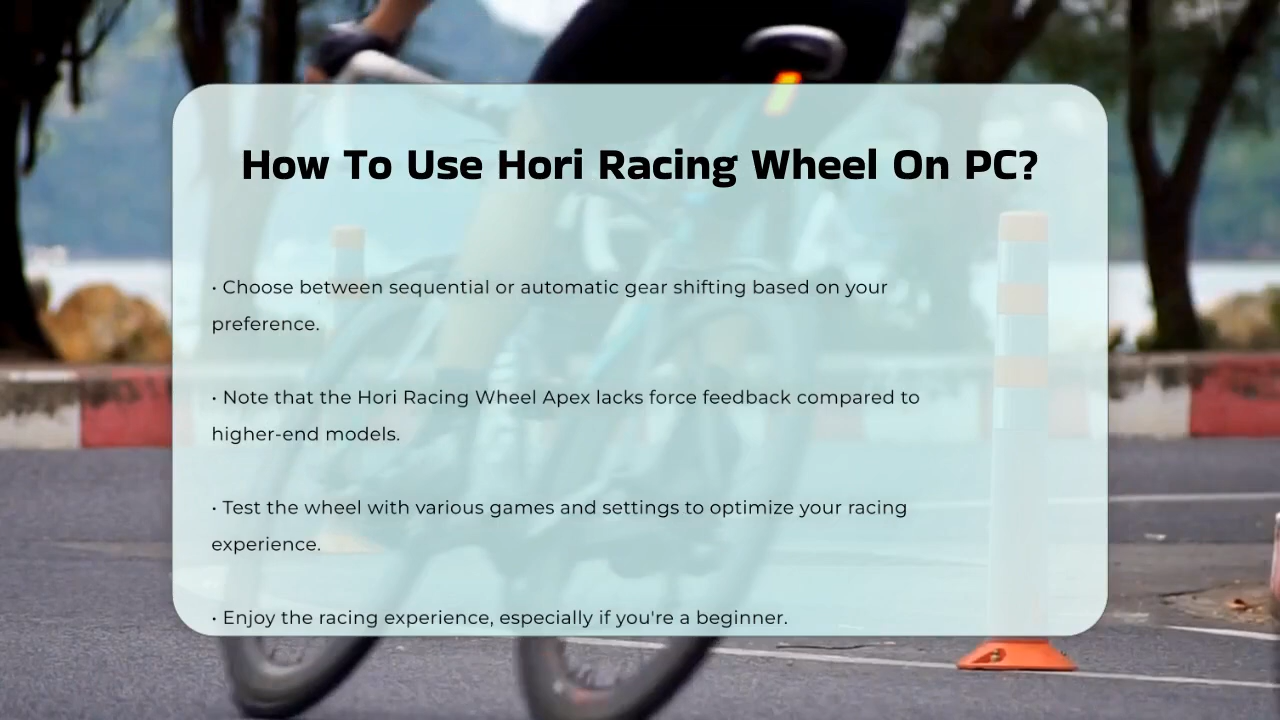 How To Use Hori Racing Wheel On PC?
• Choose between sequential or automatic gear shifting based on your
preference.
• Note that the Hori Racing Wheel Apex lacks force feedback compared to
higher-end models.
• Test the wheel with various games and settings to optimize your racing
experience.
• Enjoy the racing experience, especially if you're a beginner.